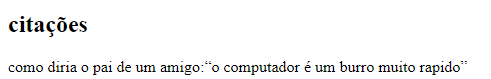 citações
como diria o pai de um amigo:“o computador é um burro muito rapido”